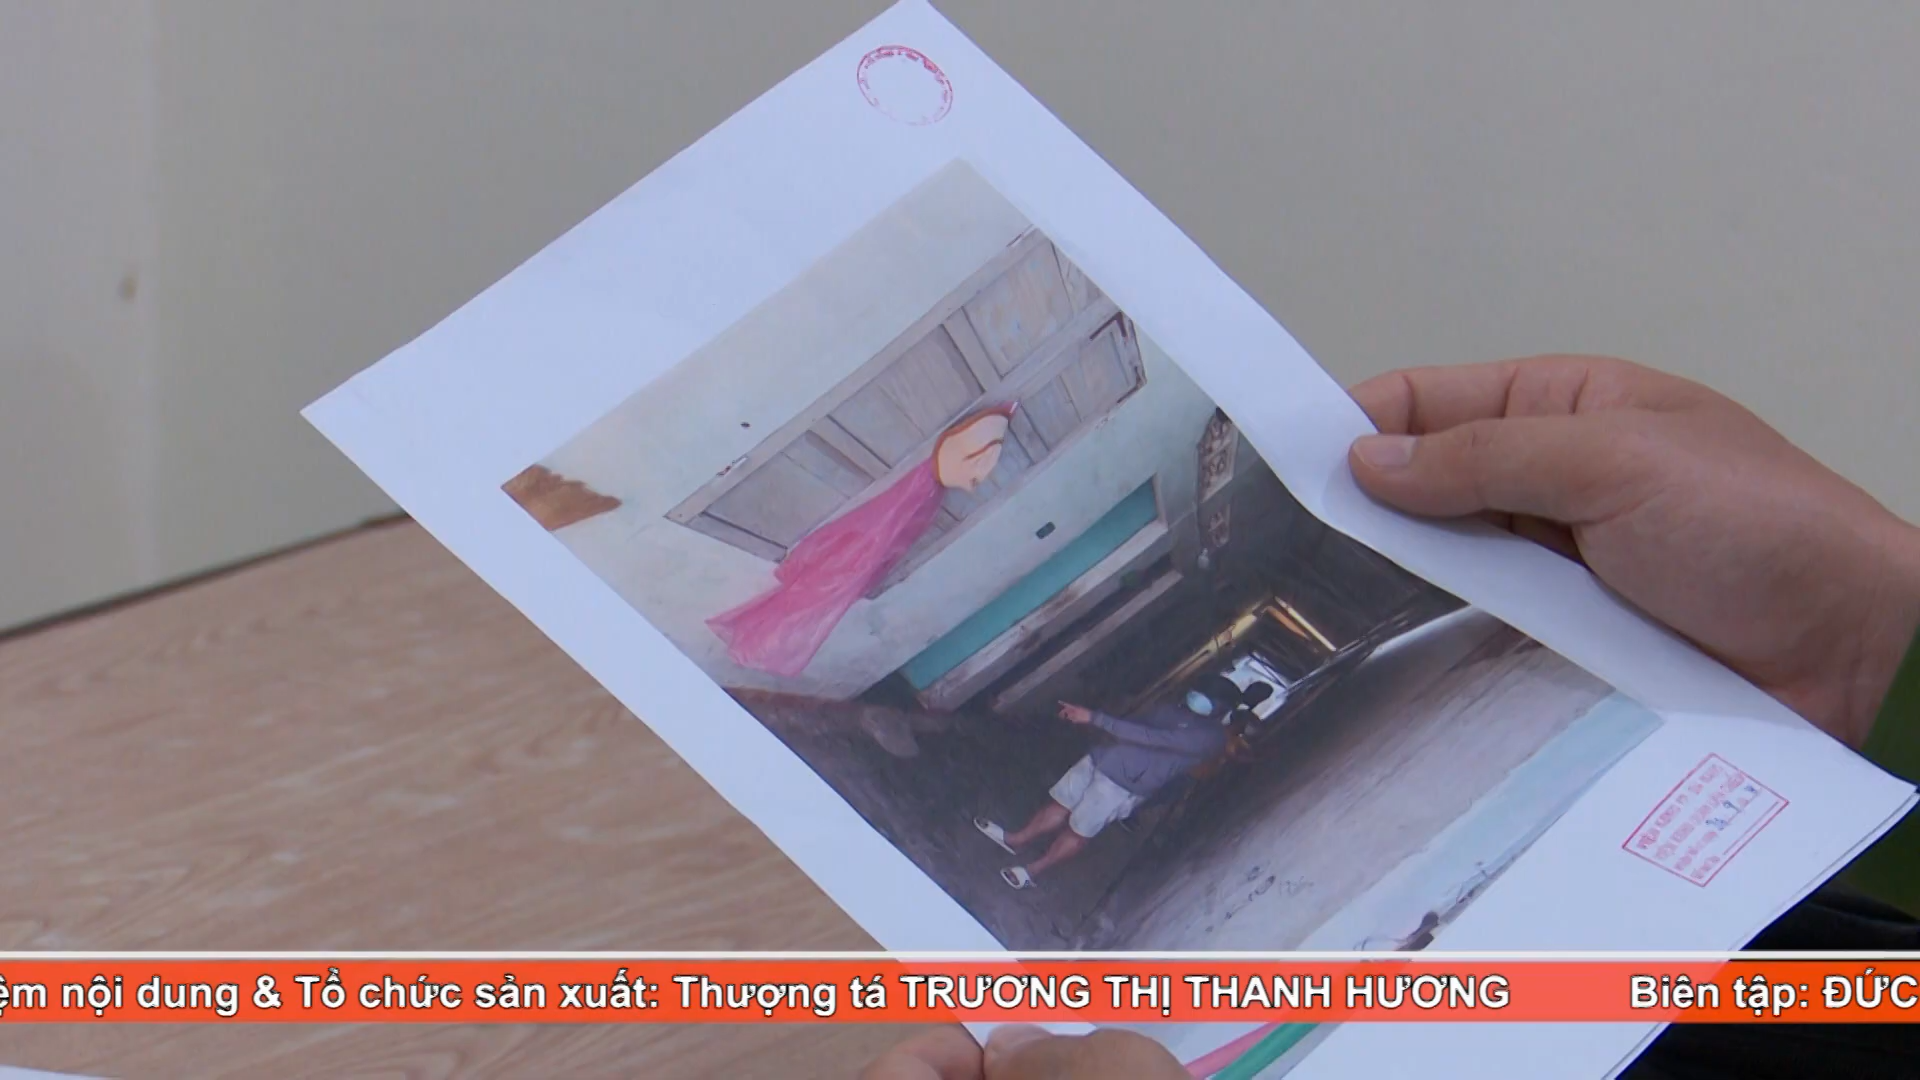 ệm nội dung & Tổ chức sản xuất: Thượng tá TRƯƠNG THỊ THANH HƯƠNG Biên tập: ĐỨC